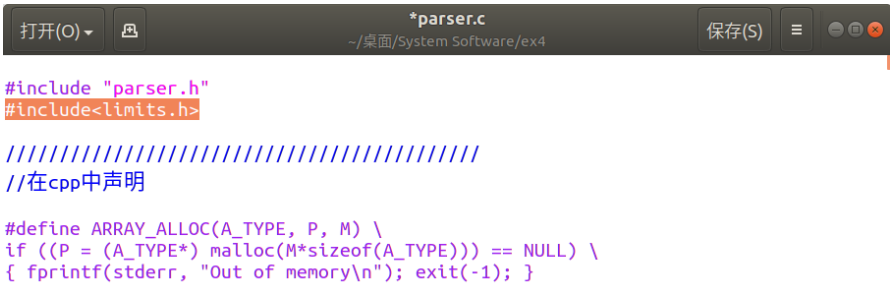 打开(O)
*parser.c
~/桌面/System Software/ex4
保存(S)
#include "parser.h"
#include<limits.h>
////////////////////////////////////////////
//在cpp中声明
#define ARRAY_ALLOC(A_TYPE, P, M) \
if ((P = (A_TYPE*) malloc(M*sizeof(A_TYPE))) == NULL) \
{ fprintf(stderr, "Out of memory\n"); exit(-1); }